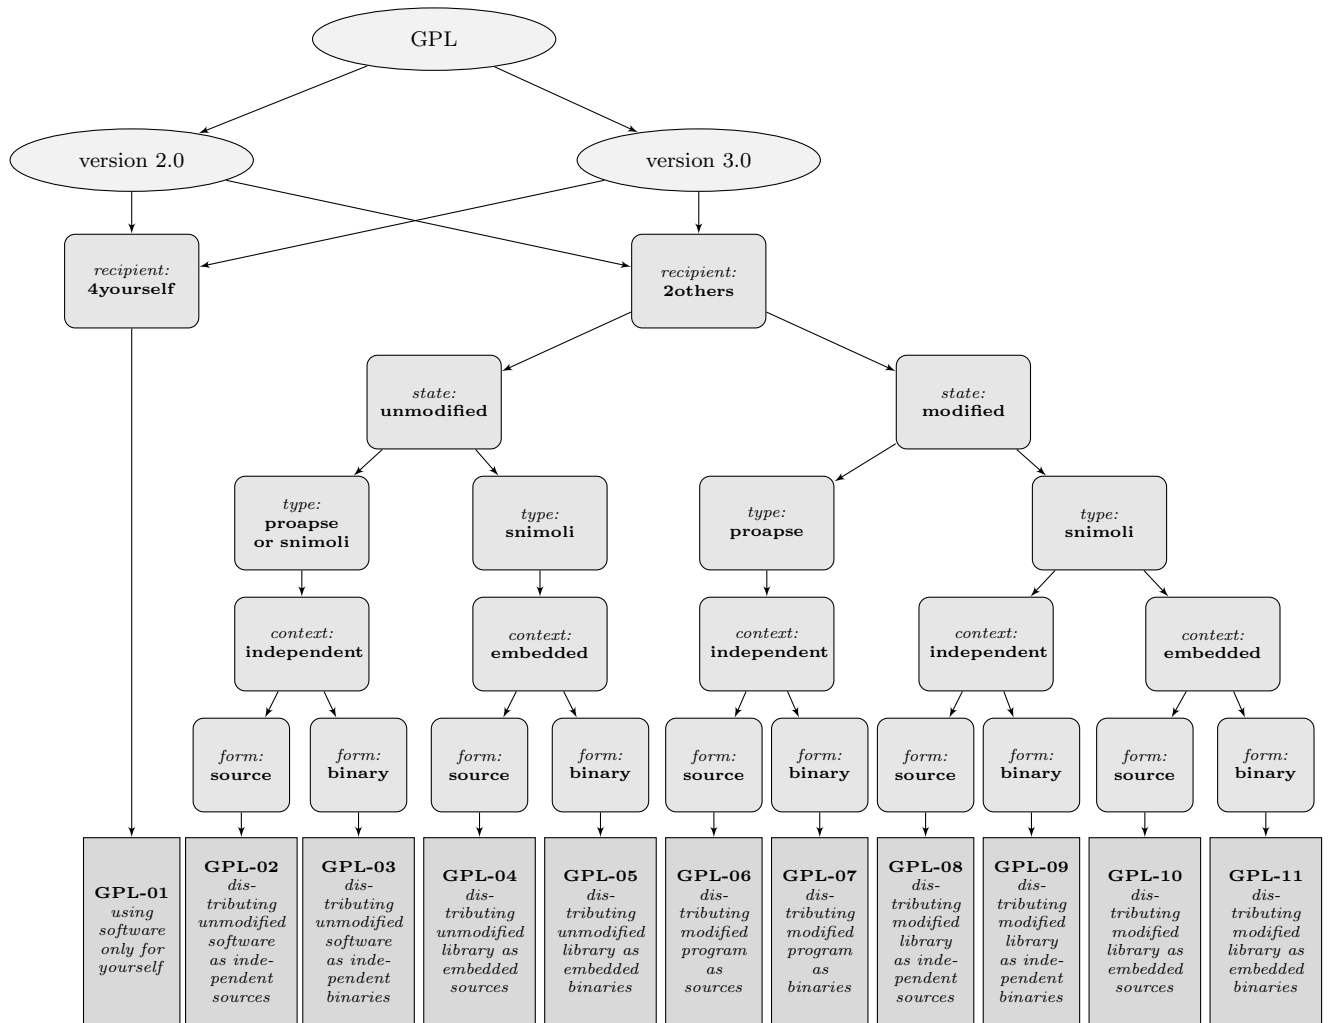 GPL
version 2.0
version 3.0
recipient:
4yourself
recipient:
2others
state:
unmodified
state:
modified
type:
proapse
or snimoli
type:
snimoli
type:
proapse
type:
snimoli
context:
independent
context:
embedded
context:
independent
context:
independent
context:
embedded
form:
source
form:
binary
form:
source
form:
binary
form:
source
form:
binary
form:
source
form:
binary
form:
source
form:
binary
GPL-01
using
software
only for
yourself
GPL-02
dis-
tributing
unmodified
software
as inde-
pendent
sources
GPL-03
dis-
tributing
unmodified
software
as inde-
pendent
binaries
GPL-04
dis-
tributing
unmodified
library as
embedded
sources
GPL-05
dis-
tributing
unmodified
library as
embedded
binaries
GPL-06
dis-
tributing
modified
program
as
sources
GPL-07
dis-
tributing
modified
program
as
binaries
GPL-08
dis-
tributing
modified
library
as inde-
pendent
sources
GPL-09
dis-
tributing
modified
library
as inde-
pendent
binaries
GPL-10
dis-
tributing
modified
library as
embedded
sources
GPL-11
dis-
tributing
modified
library as
embedded
binaries